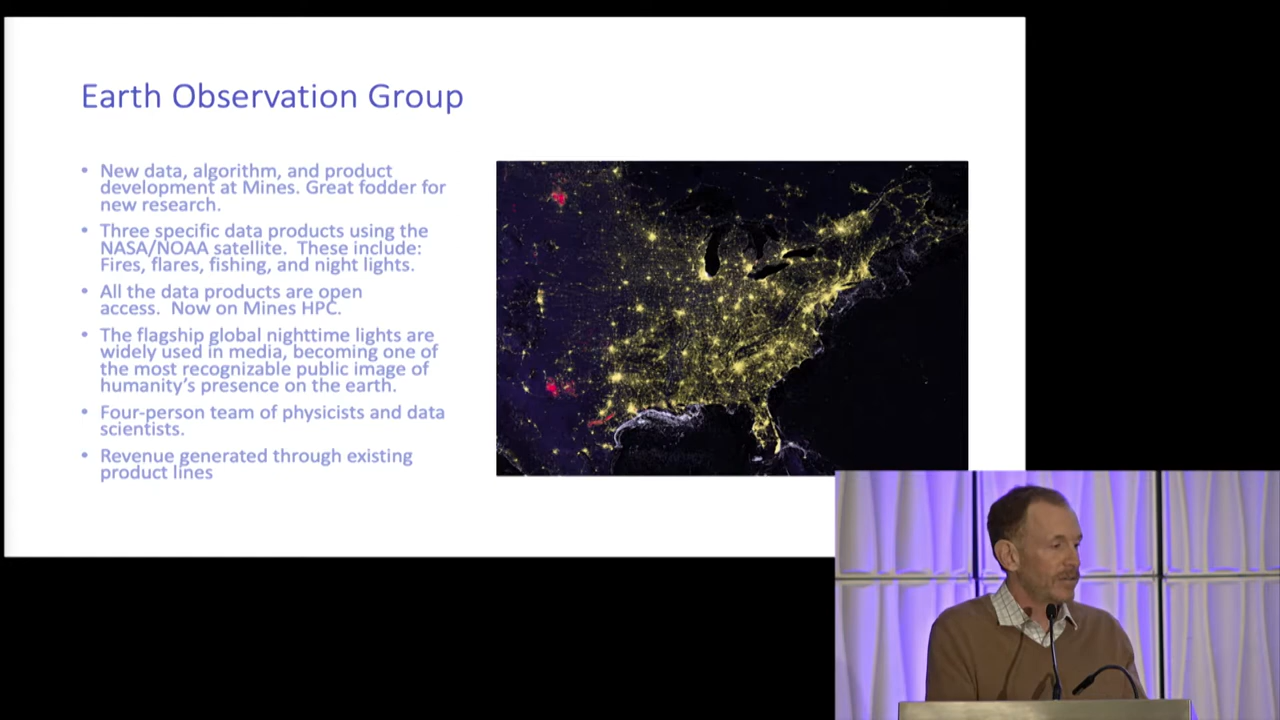 Earth Observation Group
• New data, algorithm, and product
development at Mines. Great fodder for
new research.
• Three specific data products using the
NASA/NOAA satellite. These include:
Fires, flares, fishing, and night lights.
• All the data products are open
access. Now on Mines HPC.
• The flagship global nighttime lights are
widely used in media, becoming one of
the most recognizable public image of
humanity's presence on the earth.
• Four-person team of physicists and data
scientists.
• Revenue generated through existing
product lines